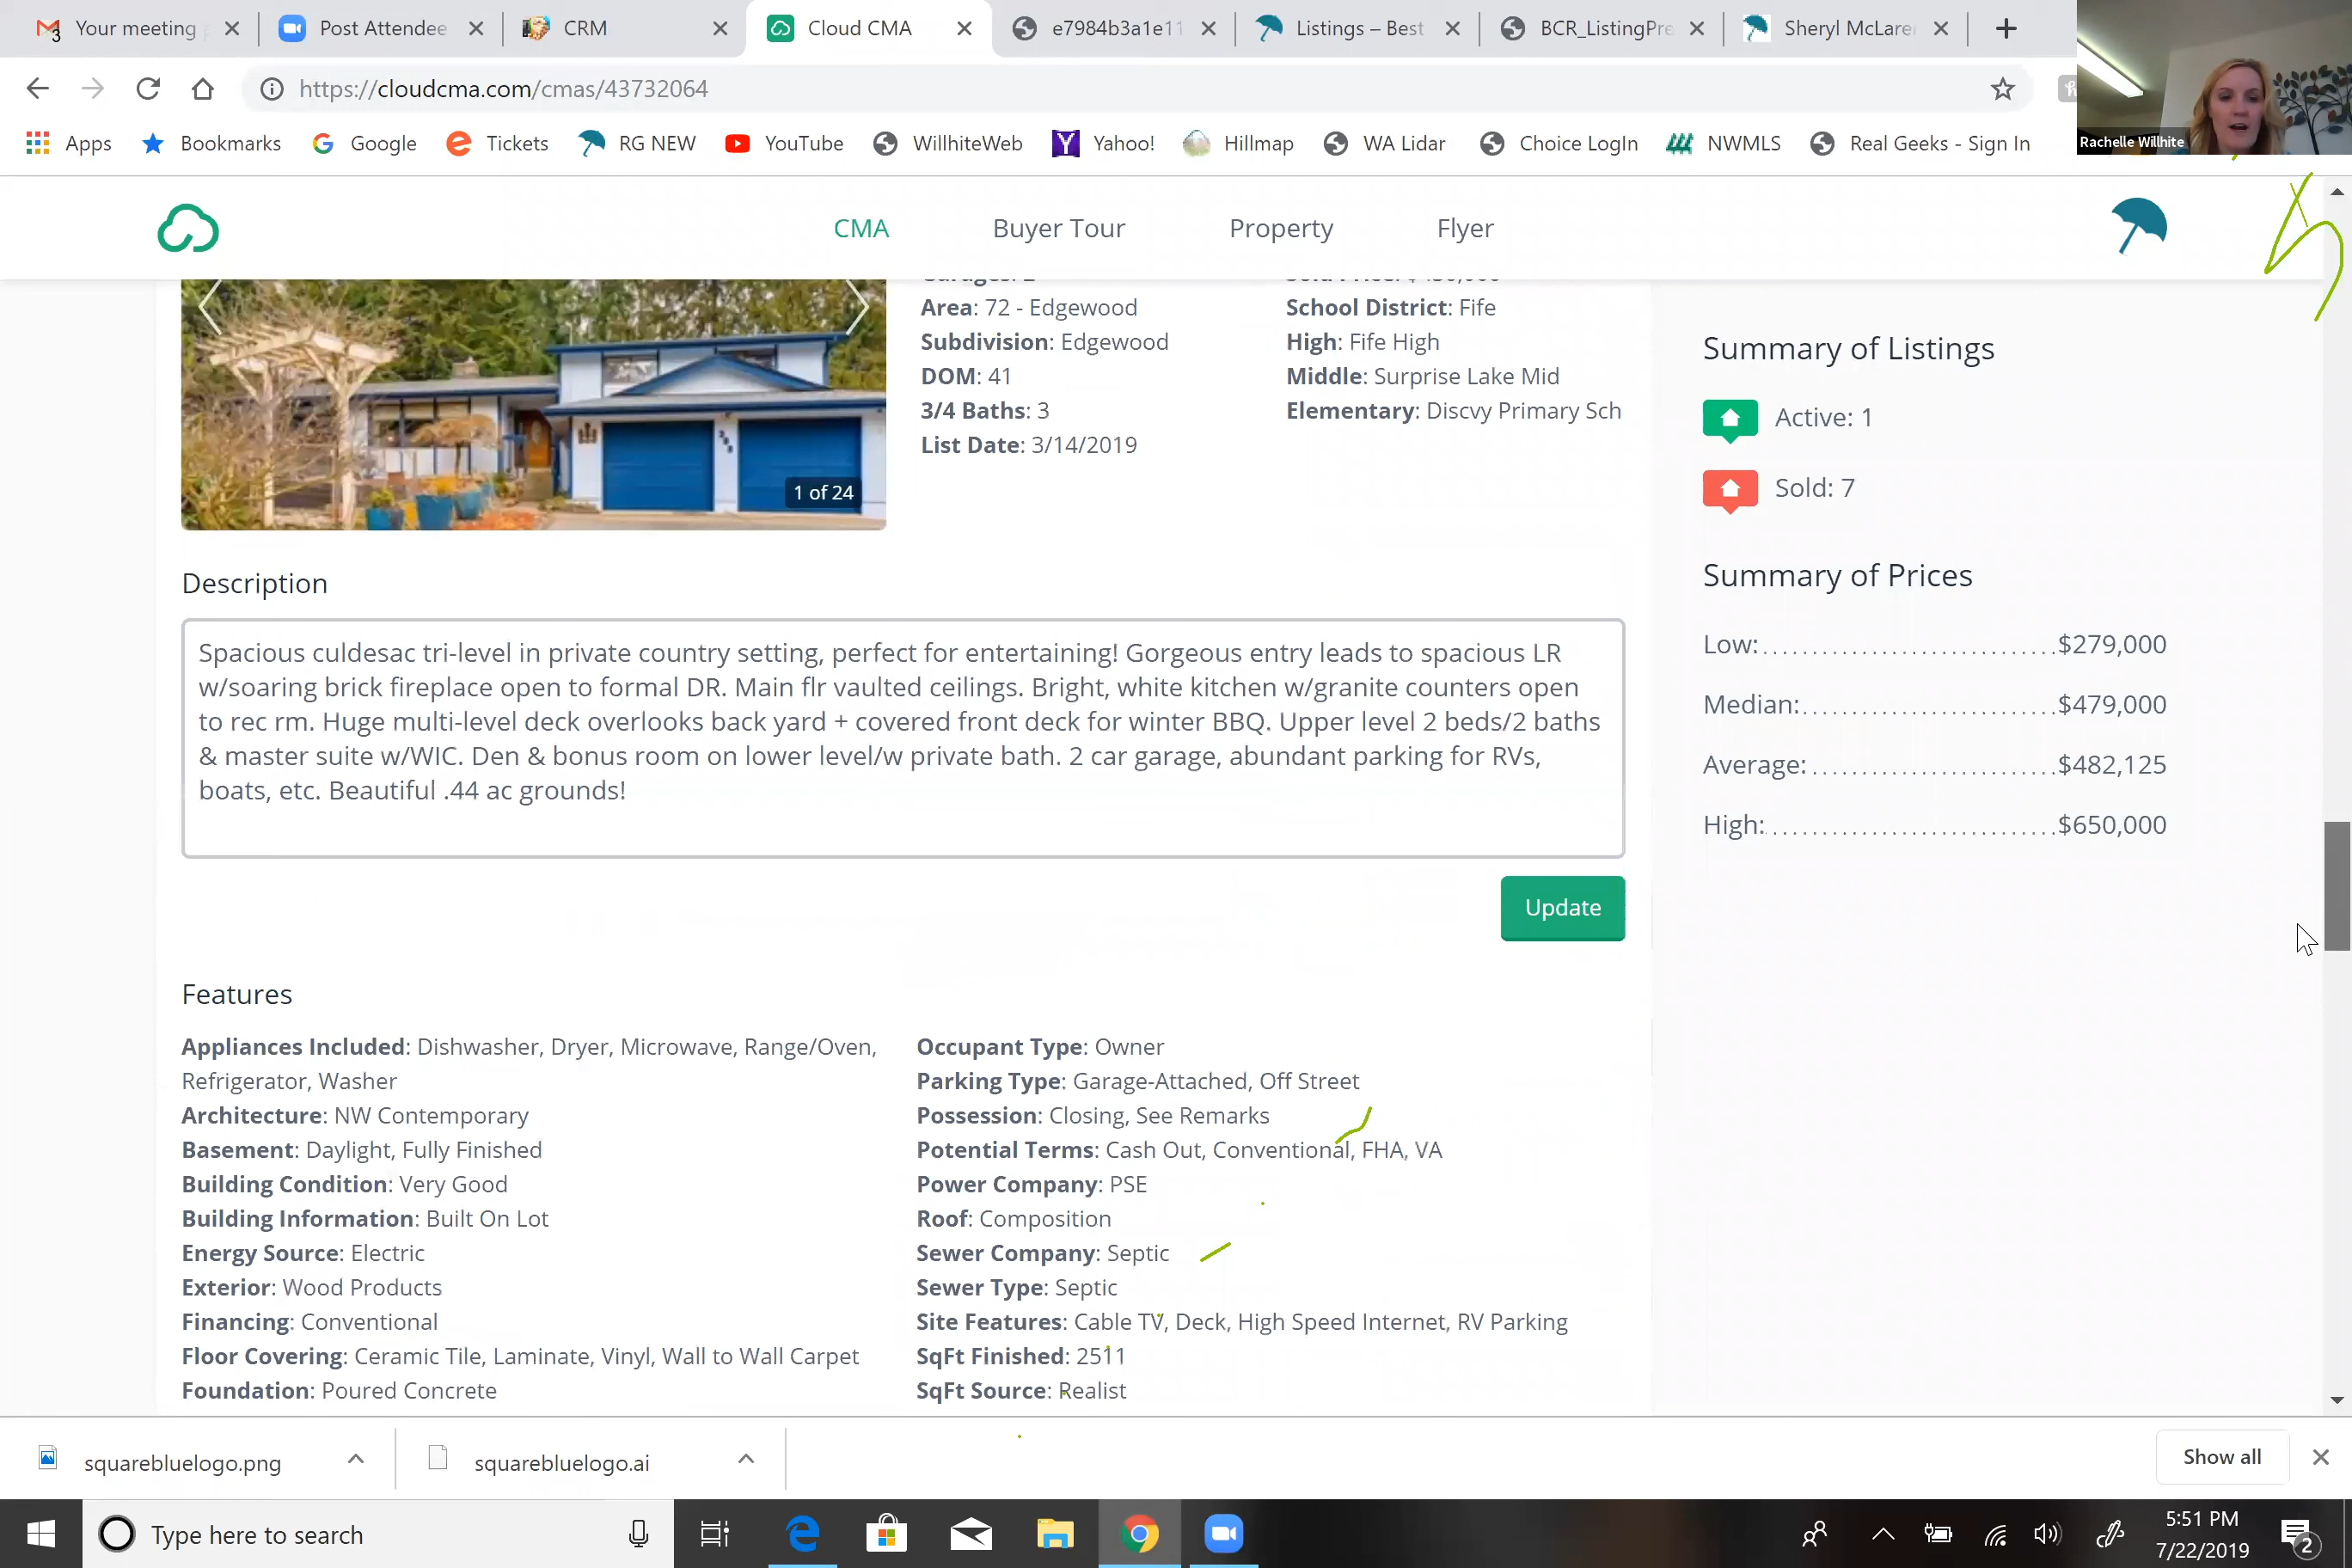 Your meeting
Post Attendee
CRM
Cloud CMA
e7984b3a1e11
Listings – Best
BCR_ListingPre
Sheryl McLare
https://cloudcma.com/cmas/43732064
Apps
Bookmarks
Google
Tickets
RG NEW
YouTube
WillhiteWeb
Yahoo!
Hillmap
WA Lidar
Choice LogIn
NWMLS
Real Geeks - Sign In
Rachelle Willhite
CMA
Buyer Tour
Property
Flyer
1 of 24
Area: 72 - Edgewood
Subdivision: Edgewood
DOM: 41
3/4 Baths: 3
List Date: 3/14/2019
School District: Fife
High: Fife High
Middle: Surprise Lake Mid
Elementary: Discvy Primary Sch
Description
Spacious culdesac tri-level in private country setting, perfect for entertaining! Gorgeous entry leads to spacious LR
w/soaring brick fireplace open to formal DR. Main flr vaulted ceilings. Bright, white kitchen w/granite counters open
to rec rm. Huge multi-level deck overlooks back yard + covered front deck for winter BBQ. Upper level 2 beds/2 baths
& master suite w/WIC. Den & bonus room on lower level/w private bath. 2 car garage, abundant parking for RVs,
boats, etc. Beautiful .44 ac grounds!
Update
Features
Appliances Included: Dishwasher, Dryer, Microwave, Range/Oven,
Refrigerator, Washer
Architecture: NW Contemporary
Basement: Daylight, Fully Finished
Building Condition: Very Good
Building Information: Built On Lot
Energy Source: Electric
Exterior: Wood Products
Financing: Conventional
Floor Covering: Ceramic Tile, Laminate, Vinyl, Wall to Wall Carpet
Foundation: Poured Concrete
Occupant Type: Owner
Parking Type: Garage-Attached, Off Street
Possession: Closing, See Remarks
Potential Terms: Cash Out, Conventional, FHA, VA
Power Company: PSE
Roof: Composition
Sewer Company: Septic
Sewer Type: Septic
Site Features: Cable TV, Deck, High Speed Internet, RV Parking
SqFt Finished: 2511
SqFt Source: Realist
Summary of Listings
Active: 1
Sold: 7
Summary of Prices
Low:..............................$279,000
Median:..............................$479,000
Average:..............................$482,125
High:..............................$650,000
squarebluelogo.png
squarebluelogo.ai
Show all
Type here to search
5:51 PM
7/22/2019
2